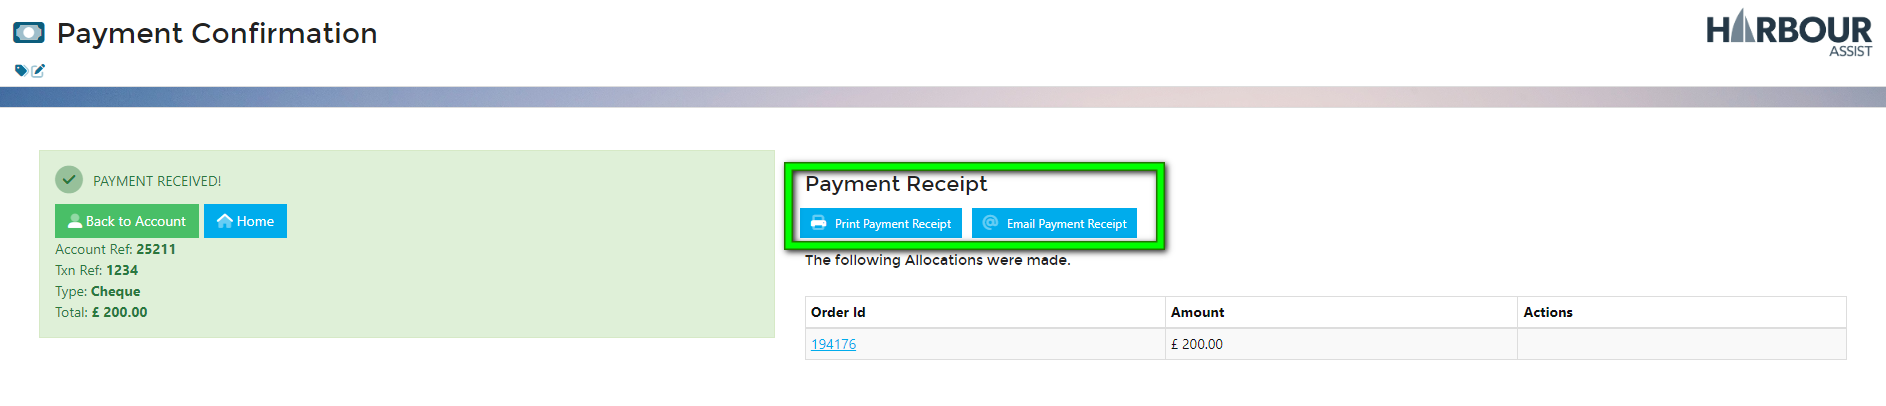 Payment Confirmation
HARBOUR
ASSIST
PAYMENT RECEIVED!
Back to Account
Home
Account Ref: 25211
Txn Ref: 1234
Type: Cheque
Total: £ 200.00
Payment Receipt
Print Payment Receipt
Email Payment Receipt
The following Allocations were made.
Order Id Amount Actions
194176 £ 200.00